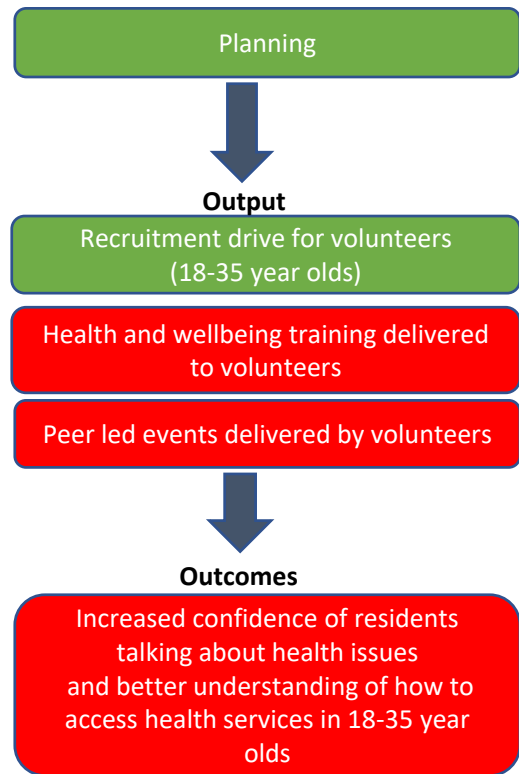 Planning
Output
Recruitment drive for volunteers
(18-35 year olds)
Health and wellbeing training delivered
to volunteers
Peer led events delivered by volunteers
Outcomes
Increased confidence of residents
talking about health issues
and better understanding of how to
access health services in 18-35 year
olds